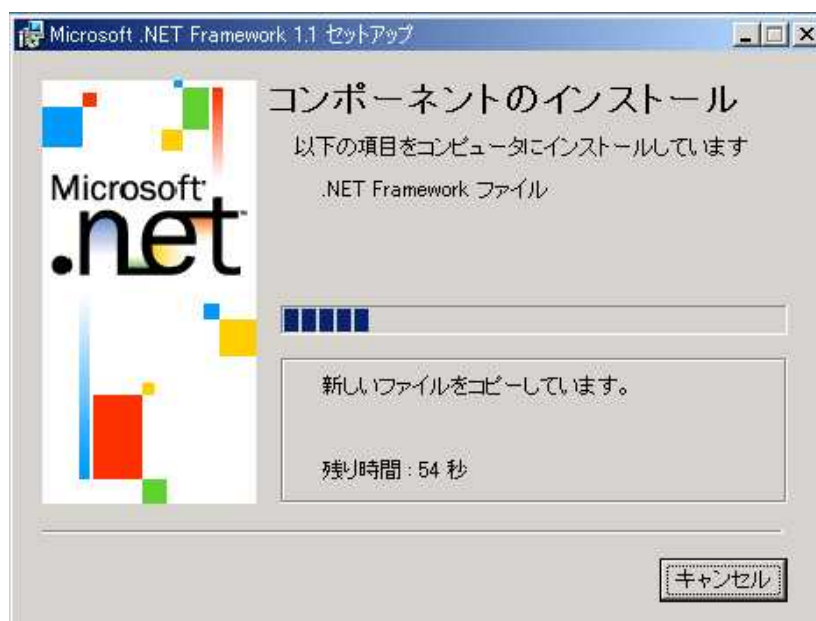 Microsoft .NET Framework 1.1 セットアップ
コンポーネントのインストール
以下の項目をコンピュータにインストールしています
.NET Framework ファイル
Microsoft
.net
新しいファイルをコピーしています。
残り時間 : 54 秒
キャンセル